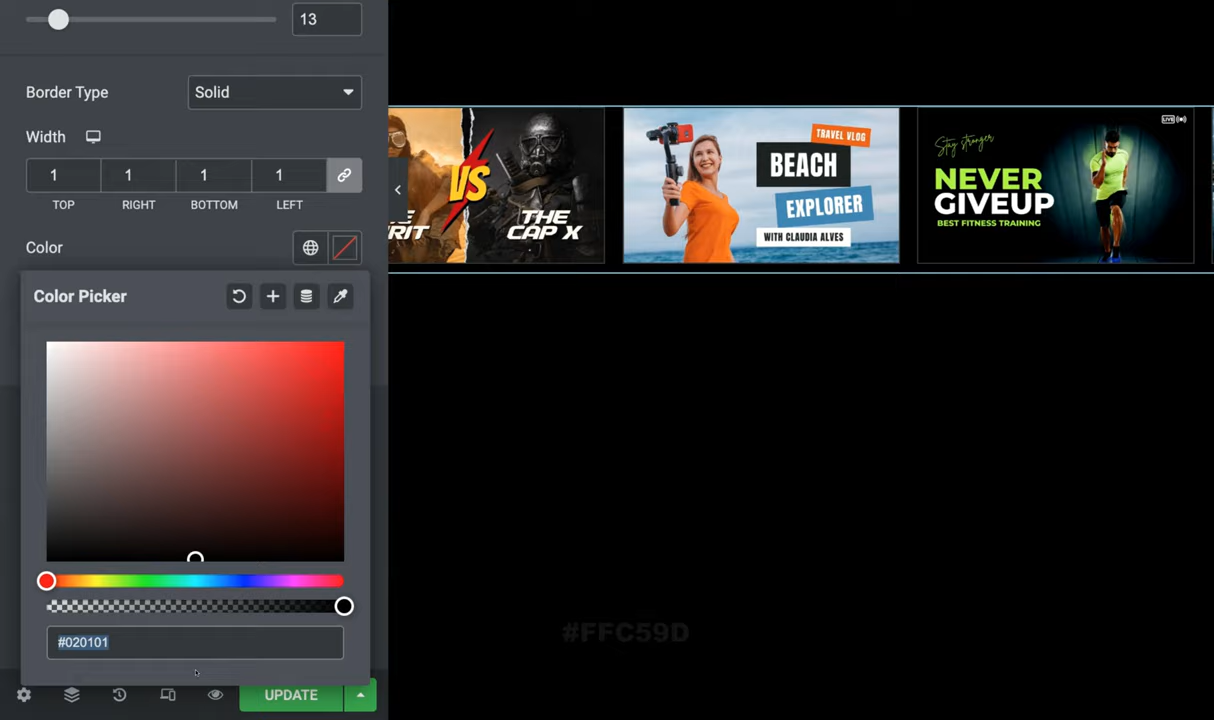 13
Border Type
Solid
Width
1 1 1 1
TOP RIGHT BOTTOM LEFT
Color
Color Picker
#020101
UPDATE
VS
RIT
THE
CAP X
TRAVEL VLOG
BEACH
EXPLORER
WITH CLAUDIA ALVES
LIVE
Stay stronger
NEVER
GIVEUP
BEST FITNESS TRAINING
#FFC59D